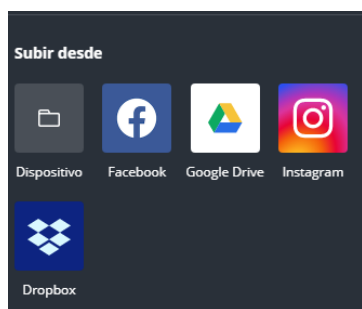 Subir desde
Dispositivo
Facebook
Google Drive
Instagram
Dropbox